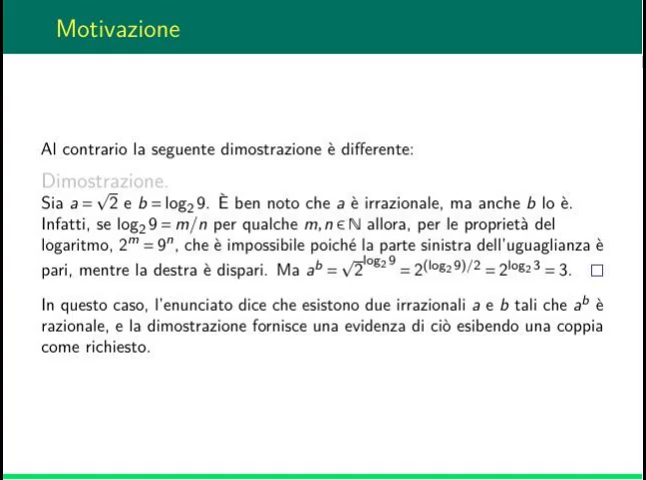 Motivazione
Al contrario la seguente dimostrazione è differente:
Dimostrazione.
Sia a = √2 e b = log₂ 9. È ben noto che a è irrazionale, ma anche b lo è.
Infatti, se log₂ 9 = m/n per qualche m, n ∈ ℕ allora, per le proprietà del
logaritmo, 2ᵐ = 9ⁿ, che è impossibile poiché la parte sinistra dell'uguaglianza è
pari, mentre la destra è dispari. Ma aᵇ = √2^(log₂ 9) = 2^((log₂ 9)/2) = 2^(log₂ 3) = 3. □
In questo caso, l'enunciato dice che esistono due irrazionali a e b tali che aᵇ è
razionale, e la dimostrazione fornisce una evidenza di ciò esibendo una coppia
come richiesto.